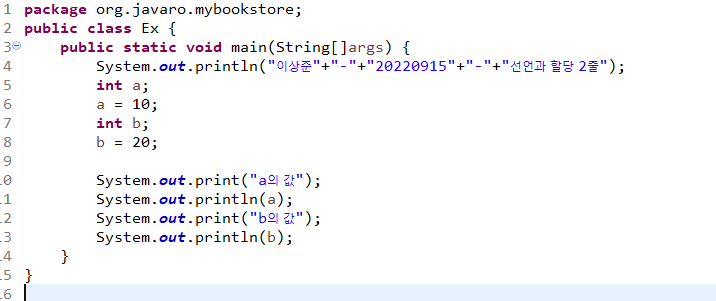 1 package org.javaro.mybookstore;
2 public class Ex {
3 public static void main(String[]args) {
4 System.out.println("이상준"+"-"+"20220915"+"-"+"선언과 할당 2줄");
5 int a;
6 a = 10;
7 int b;
8 b = 20;
9
10 System.out.print("a의 값");
11 System.out.println(a);
12 System.out.print("b의 값");
13 System.out.println(b);
14 }
15 }
16